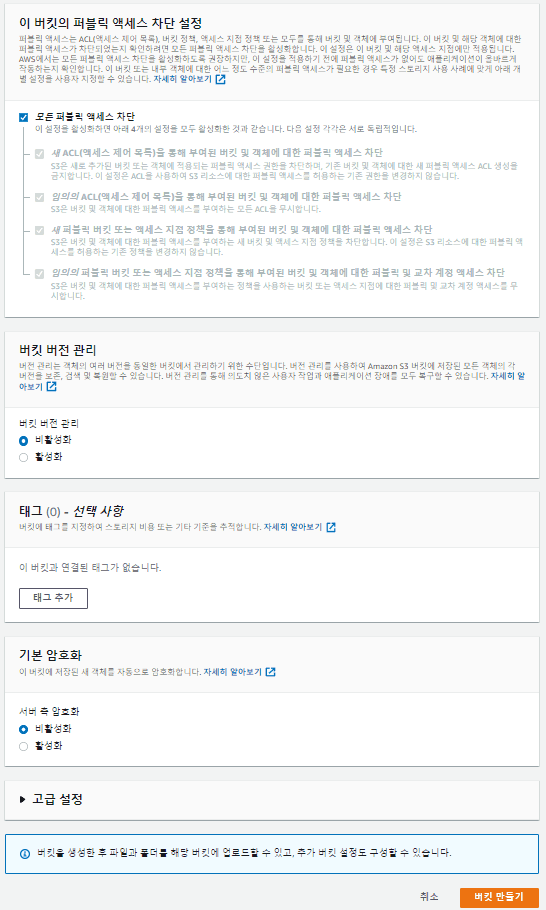 이 버킷의 퍼블릭 액세스 차단 설정
퍼블릭 액세스는 ACL(액세스 제어 목록), 버킷 정책, 액세스 지점 정책 또는 모두를 통해 버킷 및 객체에 부여됩니다. 이 버킷 및 해당 객체에 대한
퍼블릭 액세스가 차단되었는지 확인하려면 모든 퍼블릭 액세스 차단을 활성화합니다. 이 설정은 이 버킷 및 해당 액세스 지점에만 적용됩니다.
AWS에서는 모든 퍼블릭 액세스 차단을 활성화하도록 권장하지만, 이 설정을 적용하기 전에 퍼블릭 액세스가 없어도 애플리케이션이 올바르게
작동하는지 확인합니다. 이 버킷 또는 내부 객체에 대한 어느 정도 수준의 퍼블릭 액세스가 필요한 경우 특정 스토리지 사용 사례에 맞게 아래 개
별 설정을 사용자 지정할 수 있습니다. 자세히 알아보기
모든 퍼블릭 액세스 차단
이 설정을 활성화하면 아래 4개의 설정을 모두 활성화한 것과 같습니다. 다음 설정 각각은 서로 독립적입니다.
새 ACL(액세스 제어 목록)을 통해 부여된 버킷 및 객체에 대한 퍼블릭 액세스 차단
S3은 새로 추가된 버킷 또는 객체에 적용되는 퍼블릭 액세스 권한을 차단하며, 기존 버킷 및 객체에 대한 새 퍼블릭 액세스 ACL 생성을
금지합니다. 이 설정은 ACL을 사용하여 S3 리소스에 대한 퍼블릭 액세스를 허용하는 기존 권한을 변경하지 않습니다.
임의의 ACL(액세스 제어 목록)을 통해 부여된 버킷 및 객체에 대한 퍼블릭 액세스 차단
S3은 버킷 및 객체에 대한 퍼블릭 액세스를 부여하는 모든 ACL을 무시합니다.
새 퍼블릭 버킷 또는 액세스 지점 정책을 통해 부여된 버킷 및 객체에 대한 퍼블릭 액세스 차단
S3은 버킷 및 객체에 대한 퍼블릭 액세스를 부여하는 새 버킷 및 액세스 지점 정책을 차단합니다. 이 설정은 S3 리소스에 대한 퍼블릭 액
세스를 허용하는 기존 정책을 변경하지 않습니다.
임의의 퍼블릭 버킷 또는 액세스 지점 정책을 통해 부여된 버킷 및 객체에 대한 퍼블릭 및 교차 계정 액세스 차단
S3은 버킷 및 객체에 대한 퍼블릭 액세스를 부여하는 정책을 사용하는 버킷 또는 액세스 지점에 대한 퍼블릭 및 교차 계정 액세스를 무
시합니다.
버킷 버전 관리
버전 관리는 객체의 여러 버전을 동일한 버킷에서 관리하기 위한 수단입니다. 버전 관리를 사용하여 Amazon S3 버킷에 저장된 모든 객체의 각
버전을 보존, 검색 및 복원할 수 있습니다. 버전 관리를 통해 의도치 않은 사용자 작업과 애플리케이션 장애를 모두 복구할 수 있습니다. 자세히 알
아보기
버킷 버전 관리
비활성화
활성화
태그 (0) - 선택 사항
버킷에 태그를 지정하여 스토리지 비용 또는 기타 기준을 추적합니다. 자세히 알아보기
이 버킷과 연결된 태그가 없습니다.
태그 추가
기본 암호화
이 버킷에 저장된 새 객체를 자동으로 암호화합니다. 자세히 알아보기
서버 측 암호화
비활성화
활성화
고급 설정
버킷을 생성한 후 파일과 폴더를 해당 버킷에 업로드할 수 있고, 추가 버킷 설정도 구성할 수 있습니다.
취소
버킷 만들기